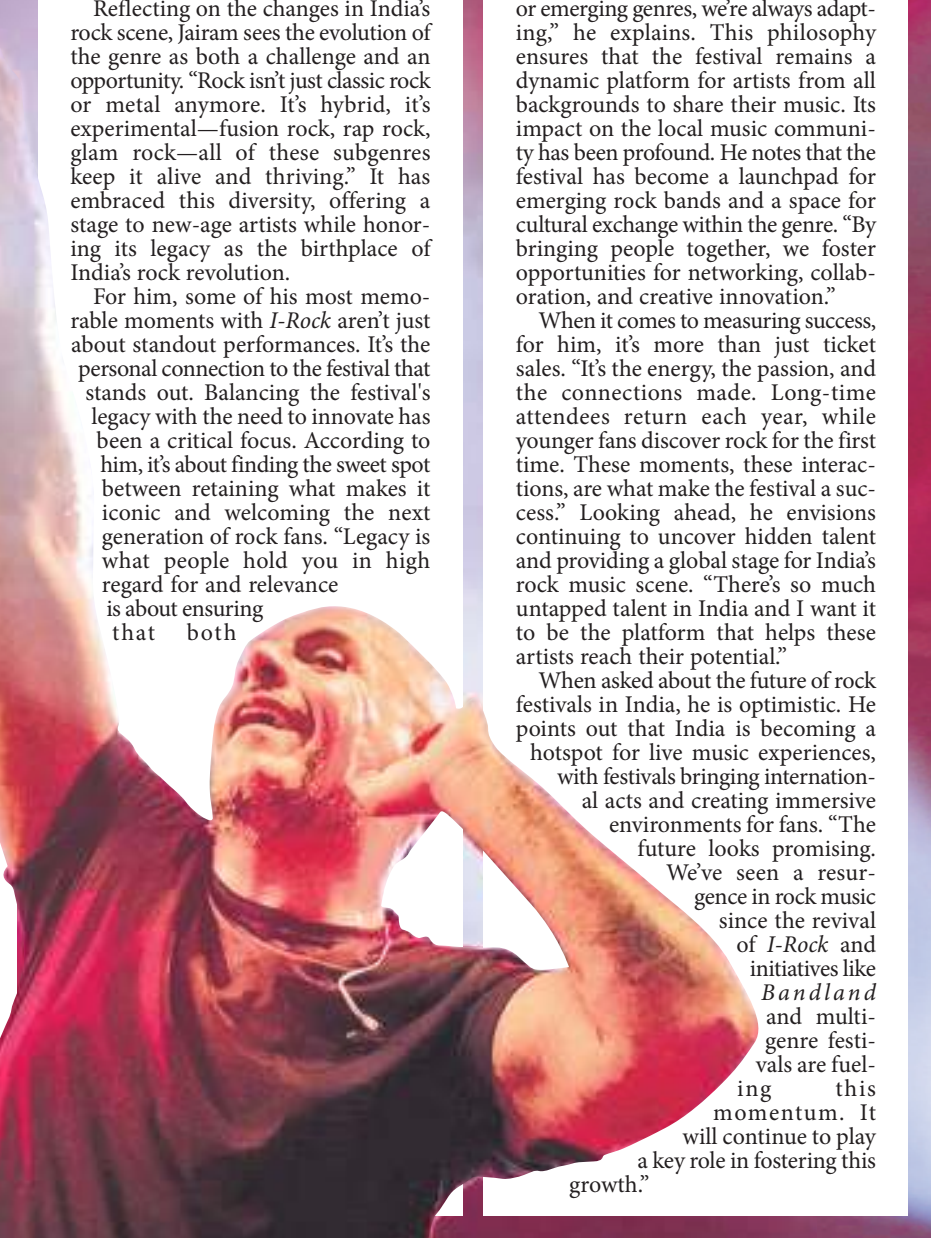 Reflecting on the changes in India’s
rock scene, Jairam sees the evolution of
the genre as both a challenge and an
opportunity. “Rock isn’t just classic rock
or metal anymore. It’s hybrid, it’s
experimental—fusion rock, rap rock,
glam rock—all of these subgenres
keep it alive and thriving.” It has
embraced this diversity, offering a
stage to new-age artists while honor-
ing its legacy as the birthplace of
India’s rock revolution.
For him, some of his most memo-
rable moments with I-Rock aren’t just
about standout performances. It’s the
personal connection to the festival that
stands out. Balancing the festival's
legacy with the need to innovate has
been a critical focus. According to
him, it’s about finding the sweet spot
between retaining what makes it
iconic and welcoming the next
generation of rock fans. “Legacy is
what people hold you in high
regard for and relevance
is about ensuring
that both
or emerging genres, we’re always adapt-
ing,” he explains. This philosophy
ensures that the festival remains a
dynamic platform for artists from all
backgrounds to share their music. Its
impact on the local music communi-
ty has been profound. He notes that the
festival has become a launchpad for
emerging rock bands and a space for
cultural exchange within the genre. “By
bringing people together, we foster
opportunities for networking, collab-
oration, and creative innovation.”
When it comes to measuring success,
for him, it’s more than just ticket
sales. “It’s the energy, the passion, and
the connections made. Long-time
attendees return each year, while
younger fans discover rock for the first
time. These moments, these interac-
tions, are what make the festival a suc-
cess.” Looking ahead, he envisions
continuing to uncover hidden talent
and providing a global stage for India’s
rock music scene. “There’s so much
untapped talent in India and I want it
to be the platform that helps these
artists reach their potential.”
When asked about the future of rock
festivals in India, he is optimistic. He
points out that India is becoming a
hotspot for live music experiences,
with festivals bringing internation-
al acts and creating immersive
environments for fans. “The
future looks promising.
We’ve seen a resur-
gence in rock music
since the revival
of I-Rock and
initiatives like
Bandland
and multi-
genre festi-
vals are fuel-
ing this
momentum. It
will continue to play
a key role in fostering this
growth.”